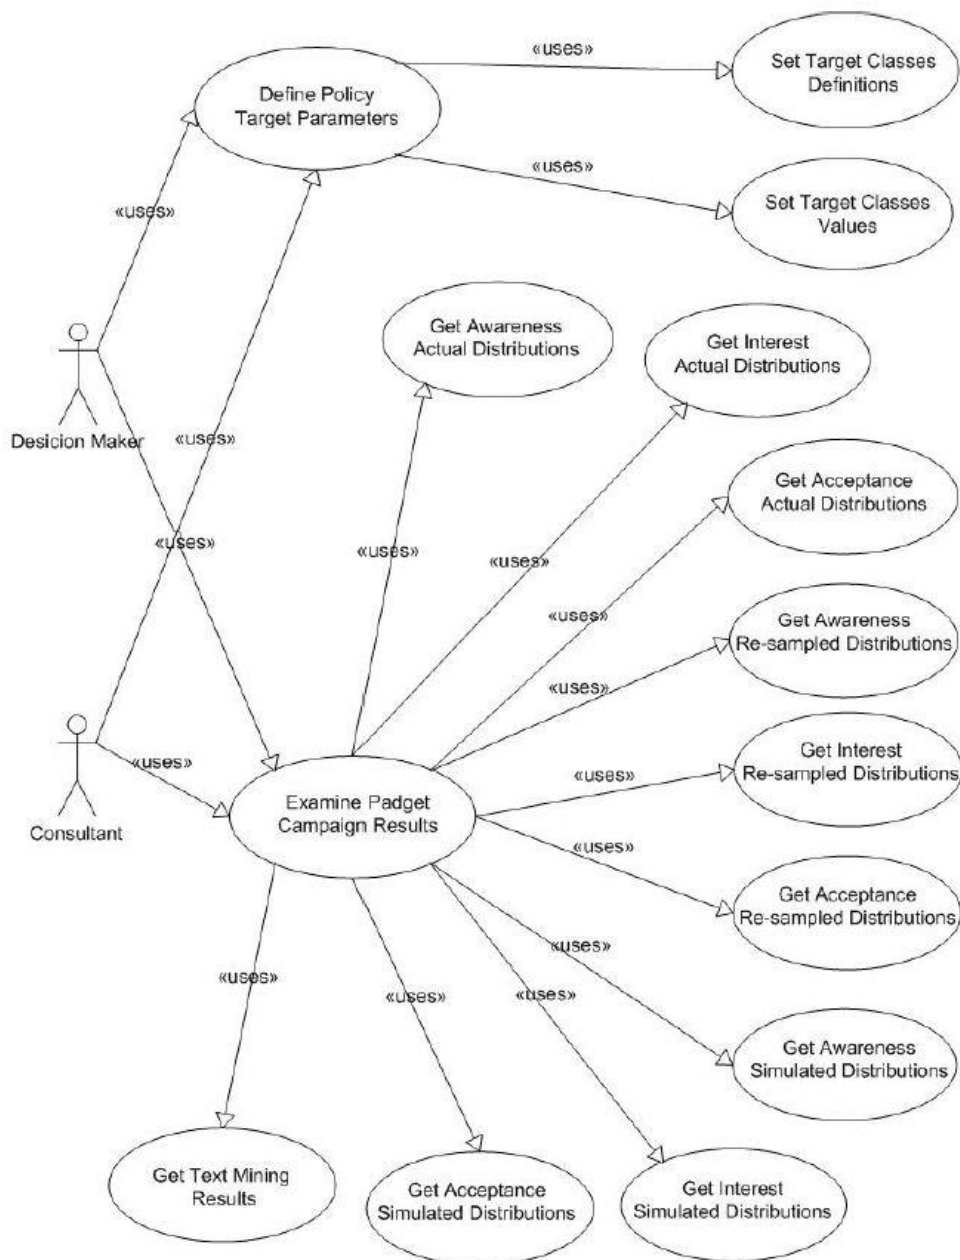 «uses»
Set Target Classes
Definitions
Define Policy
Target Parameters
«uses»
Set Target Classes
Values
«uses»
Get Awareness
Actual Distributions
Get Interest
Actual Distributions
Desicion Maker
«uses»
Get Acceptance
Actual Distributions
«uses»
«uses»
«uses»
«uses»
Get Awareness
Re-sampled Distributions
«uses»
Get Interest
Re-sampled Distributions
«uses»
«uses»
Consultant
Examine Padget
Campaign Results
«uses»
Get Acceptance
Re-sampled Distributions
«uses»
«uses»
«uses»
«uses»
Get Awareness
Simulated Distributions
Get Text Mining
Results
Get Acceptance
Simulated Distributions
Get Interest
Simulated Distributions